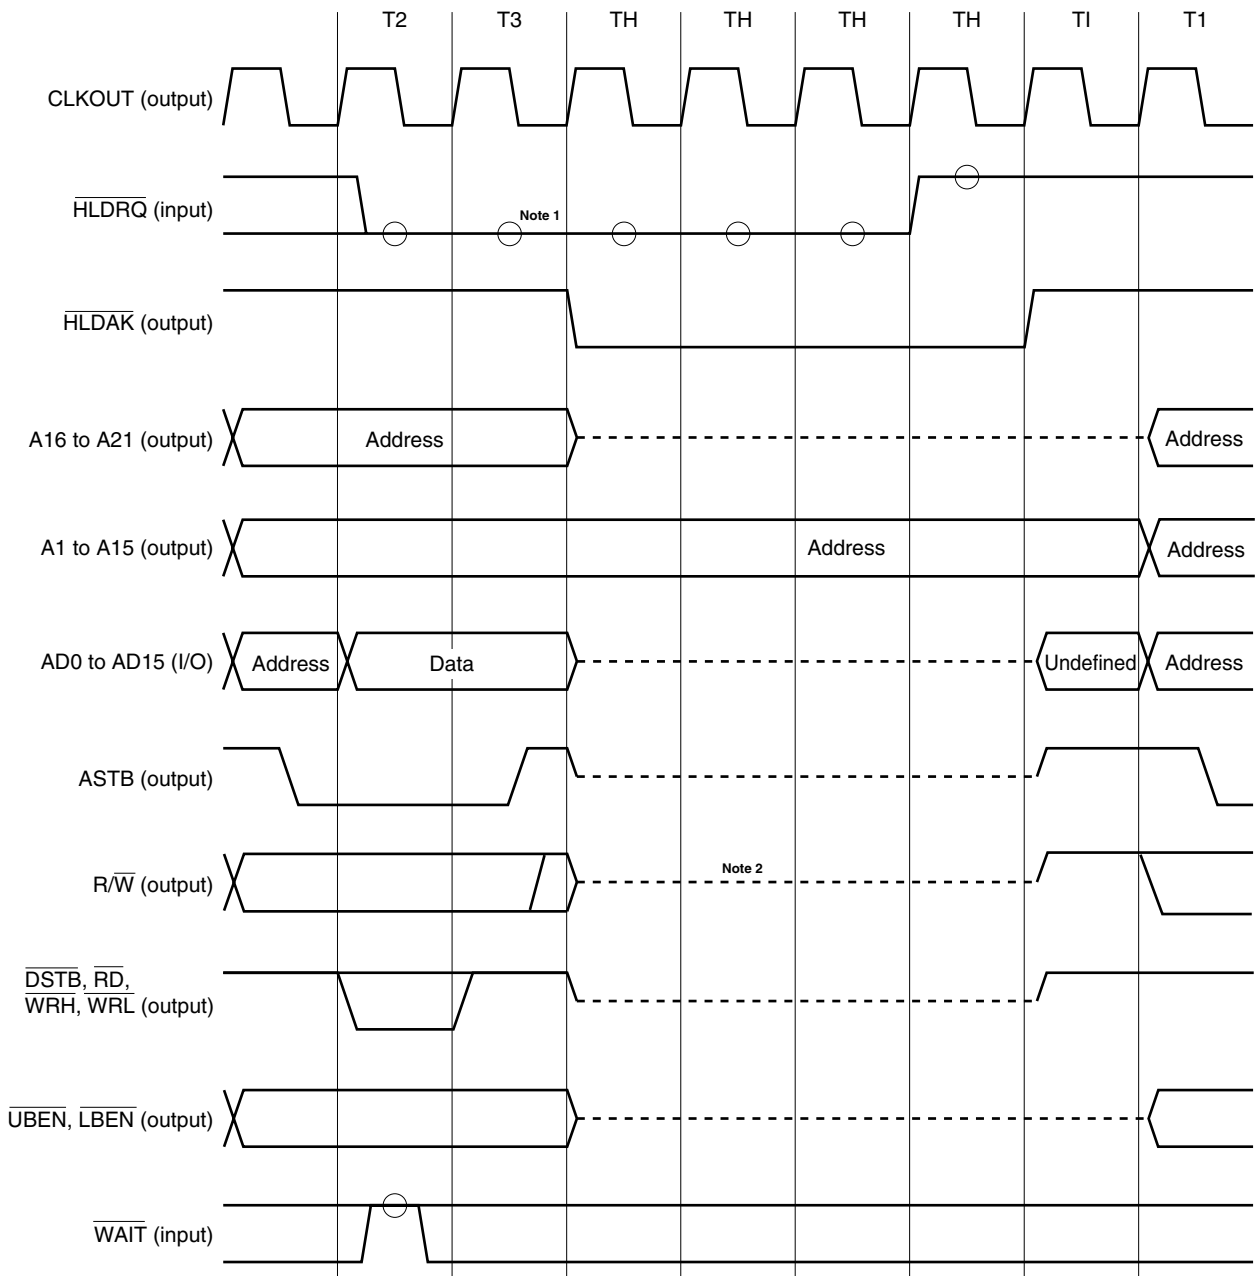 T2 T3 TH TH TH TH TI T1
CLKOUT (output)
HLDRQ (input)
Note 1
HLDAK (output)
A16 to A21 (output)
Address
Address
A1 to A15 (output)
Address
Address
AD0 to AD15 (I/O)
Address
Data
Undefined
Address
ASTB (output)
R/W (output)
Note 2
DSTB, RD,
WRH, WRL (output)
UBEN, LBEN (output)
WAIT (input)